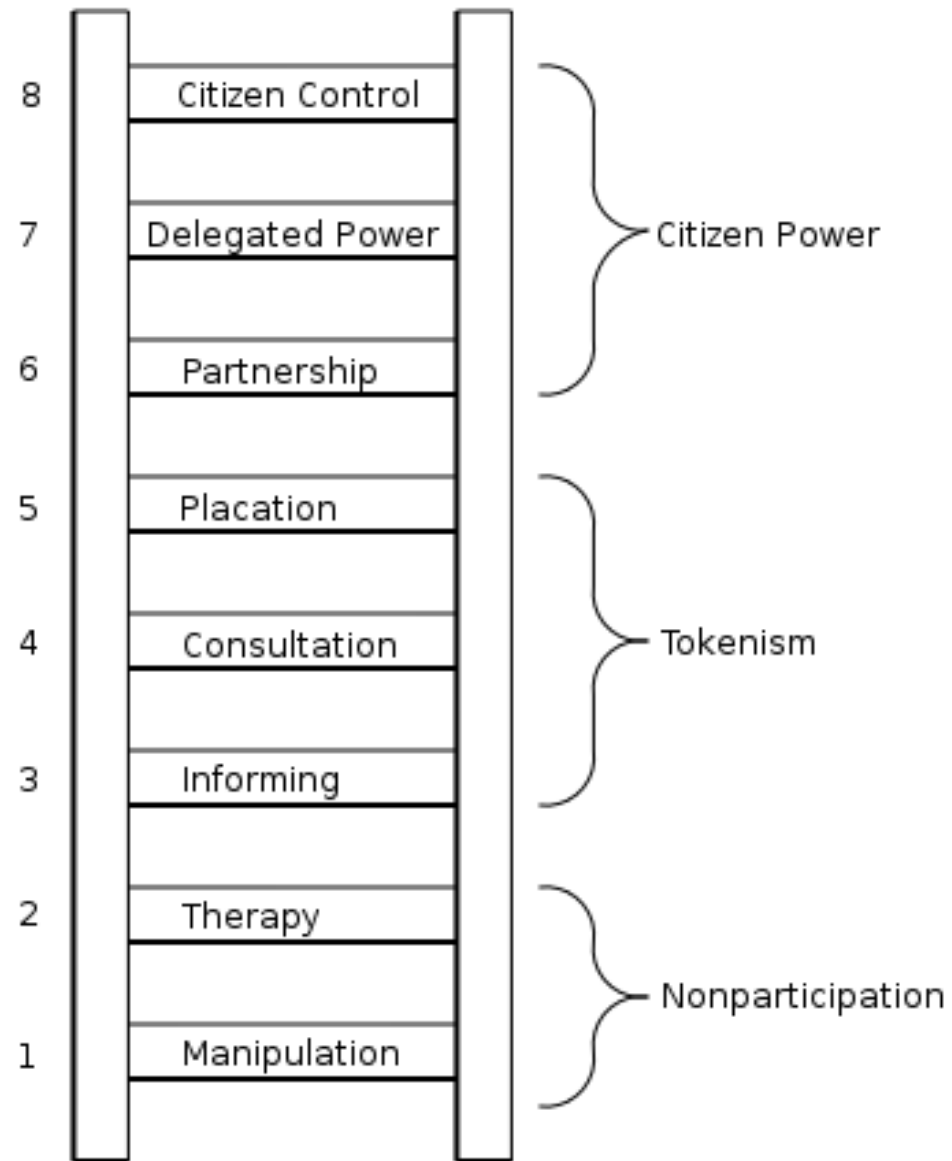 8 Citizen Control
7 Delegated Power Citizen Power
6 Partnership
5 Placation
4 Consultation Tokenism
3 Informing
2 Therapy
Nonparticipation
1 Manipulation